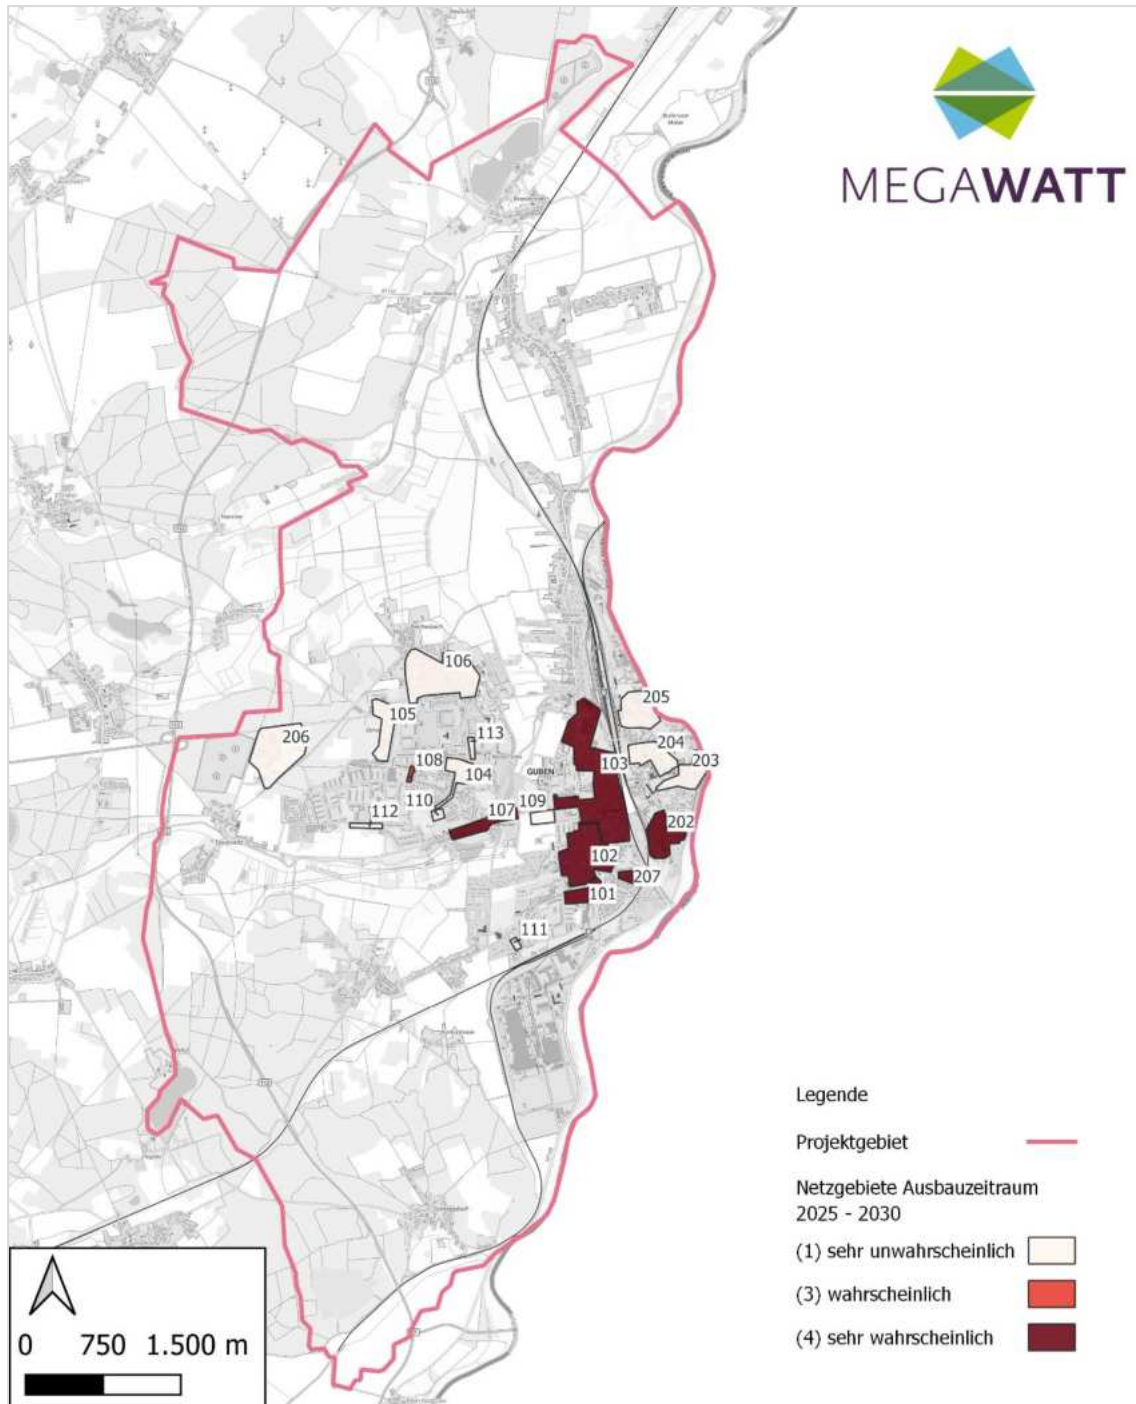 MEGAWATT
106
205
105
206
113
204
103
108
104
203
GUBEN
110
109
107
112
202
102
207
101
111
Legende
Projektgebiet
Netzgebiete Ausbauzeitraum
2025 - 2030
(1) sehr unwahrscheinlich
(3) wahrscheinlich
(4) sehr wahrscheinlich
0 750 1.500 m